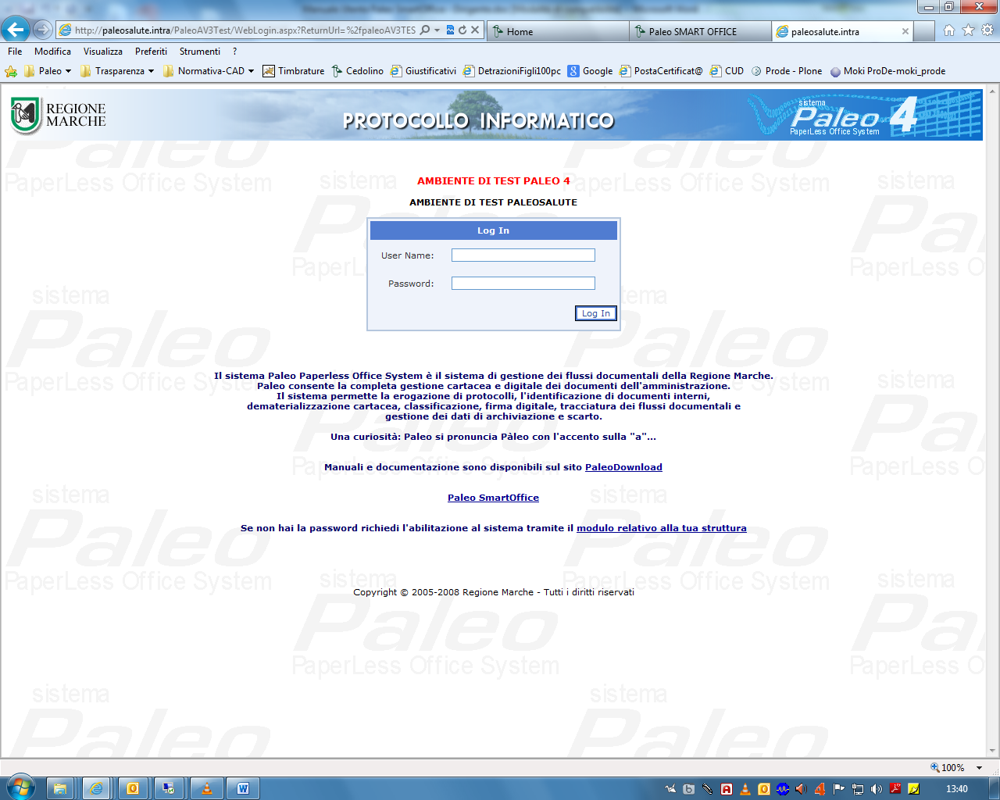 http://paleosalute.intra/PaleoAV3Test/WebLogin.aspx?ReturnUrl=%2fpaleoAV3TES
Home
Paleo SMART OFFICE
paleosalute.intra
File Modifica Visualizza Preferiti Strumenti ?
Paleo Trasparenza Normativa-CAD Timbrature Cedolino Giustificativi DetrazioniFigli100pc Google PostaCertificat@ CUD Prode - Plone Moki ProDe-moki_prode
REGIONE
MARCHE
PROTOCOLLO INFORMATICO
sistema
Paleo 4
PaperLess Office System
AMBIENTE DI TEST PALEO 4
AMBIENTE DI TEST PALEOSALUTE
Log In
User Name:
Password:
Log In
Il sistema Paleo Paperless Office System è il sistema di gestione dei flussi documentali della Regione Marche.
Paleo consente la completa gestione cartacea e digitale dei documenti dell'amministrazione.
Il sistema permette la erogazione di protocolli, l'identificazione di documenti interni,
dematerializzazione cartacea, classificazione, firma digitale, tracciatura dei flussi documentali e
gestione dei dati di archiviazione e scarto.
Una curiosità: Paleo si pronuncia Pàleo con l'accento sulla "a"...
Manuali e documentazione sono disponibili sul sito PaleoDownload
Paleo SmartOffice
Se non hai la password richiedi l'abilitazione al sistema tramite il modulo relativo alla tua struttura
Copyright © 2005-2008 Regione Marche - Tutti i diritti riservati
100%
13:40